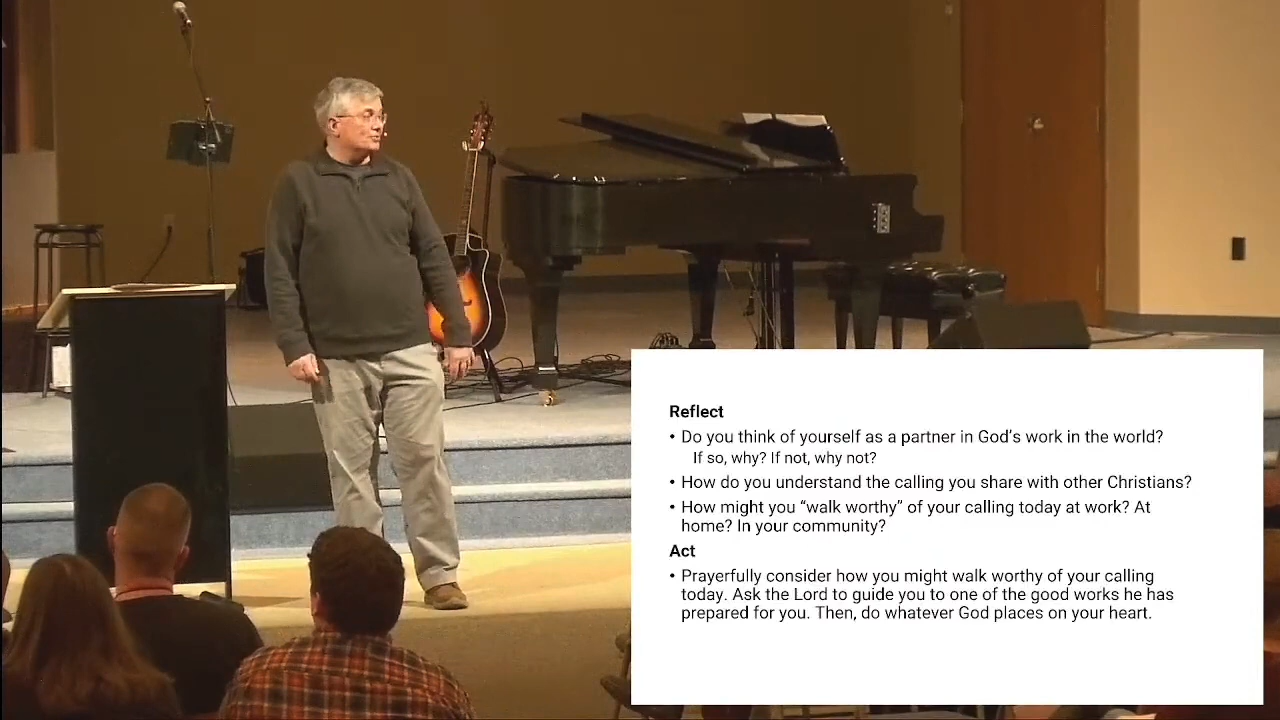 Reflect
• Do you think of yourself as a partner in God's work in the world?
If so, why? If not, why not?
• How do you understand the calling you share with other Christians?
• How might you “walk worthy” of your calling today at work? At
home? In your community?
Act
• Prayerfully consider how you might walk worthy of your calling
today. Ask the Lord to guide you to one of the good works he has
prepared for you. Then, do whatever God places on your heart.